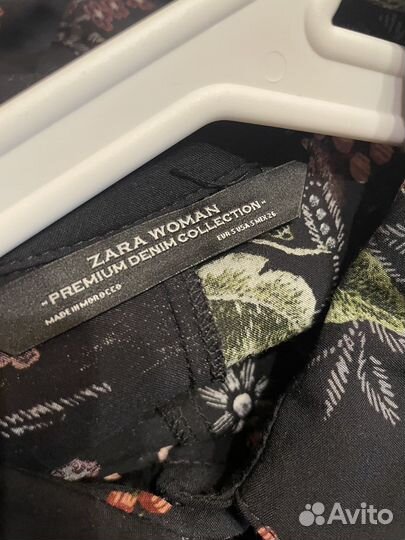 ZARA WOMAN
"PREMIUM DENIM COLLECTION"
MADE IN MOROCCO
EUR S USA S MEX 26
Avito